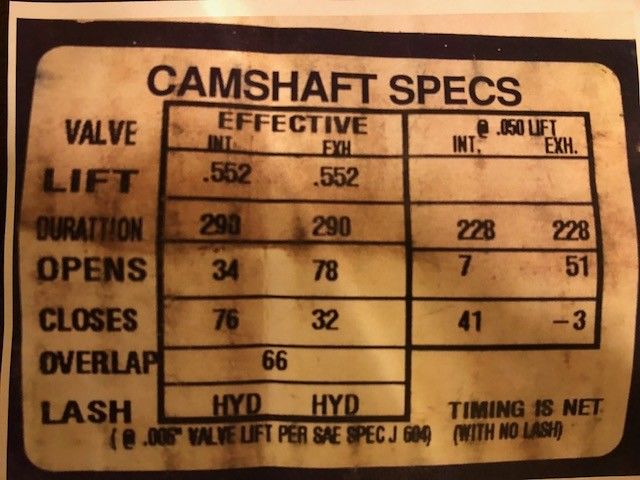 CAMSHAFT SPECS
VALVE EFFECTIVE @ .050 LIFT
INT. EXH INT. EXH.
LIFT .552 .552
DURATTION 290 290 228 228
OPENS 34 78 7 51
CLOSES 76 32 41 -3
OVERLAP 66
LASH HYD HYD TIMING IS NET
( @ .006" VALVE LIFT PER SAE SPEC J 604) (WITH NO LASH)